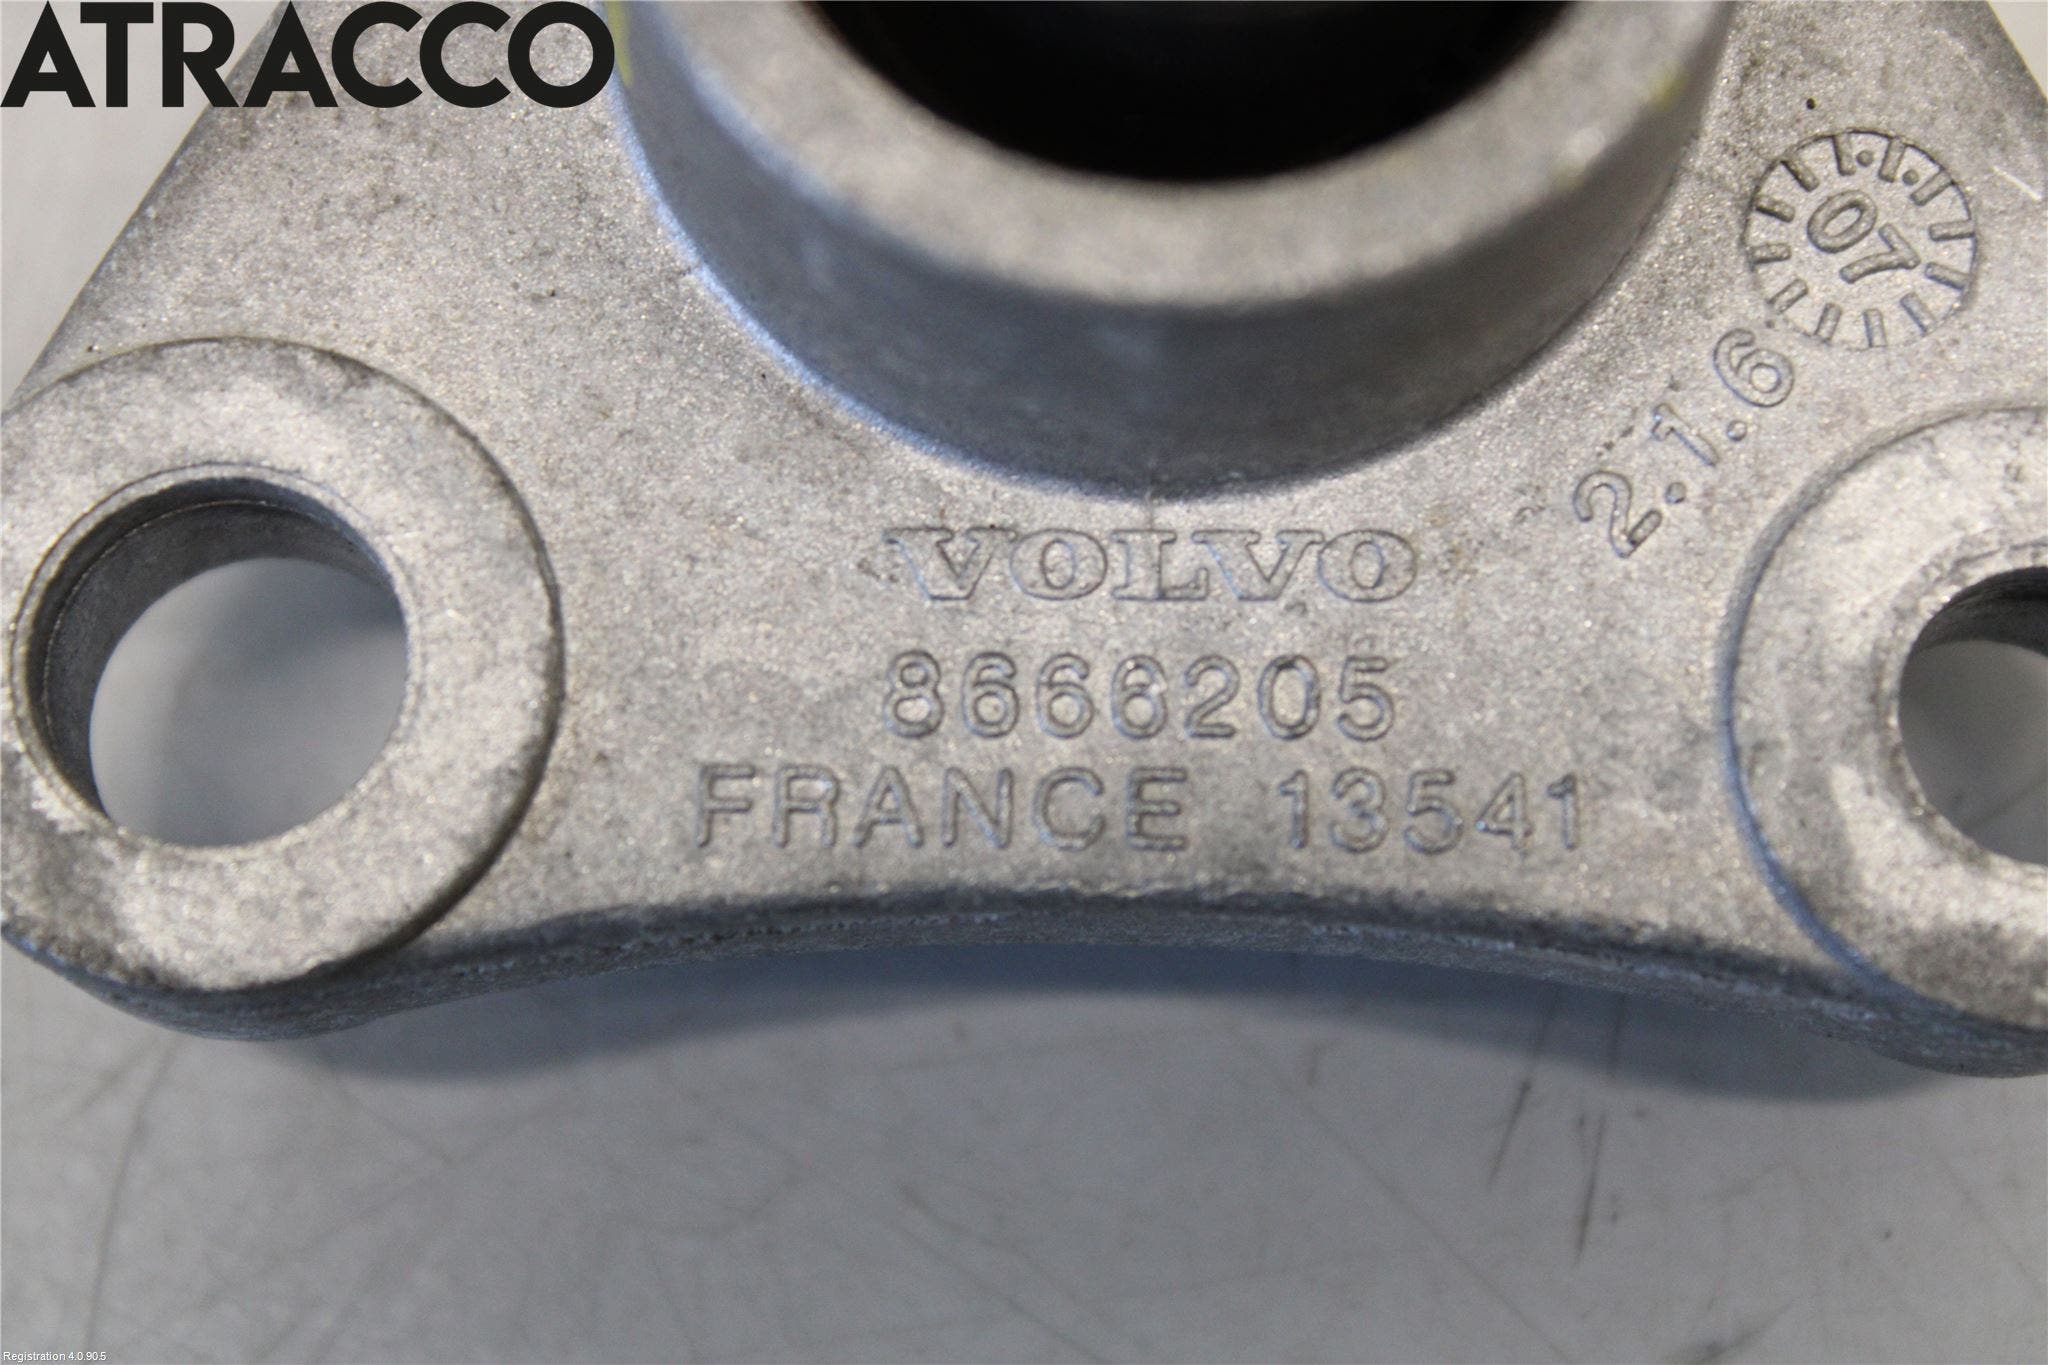 ATRACCO
07
2.1.6
VOLVO
8666205
FRANCE 13541
Registration 4.0.90.5